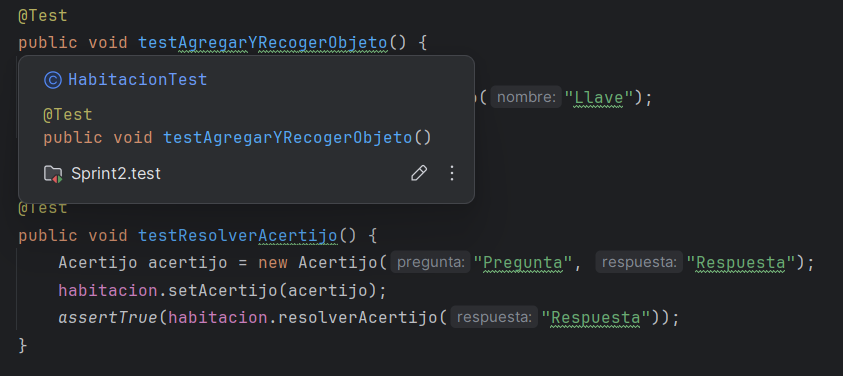 @Test
public void testAgregarYRecogerObjeto() {
HabitacionTest
( nombre: "Llave");
@Test
public void testAgregarYRecogerObjeto()
Sprint2.test
@Test
public void testResolverAcertijo() {
Acertijo acertijo = new Acertijo( pregunta: "Pregunta", respuesta: "Respuesta");
habitacion.setAcertijo(acertijo);
assertTrue(habitacion.resolverAcertijo( respuesta: "Respuesta"));
}